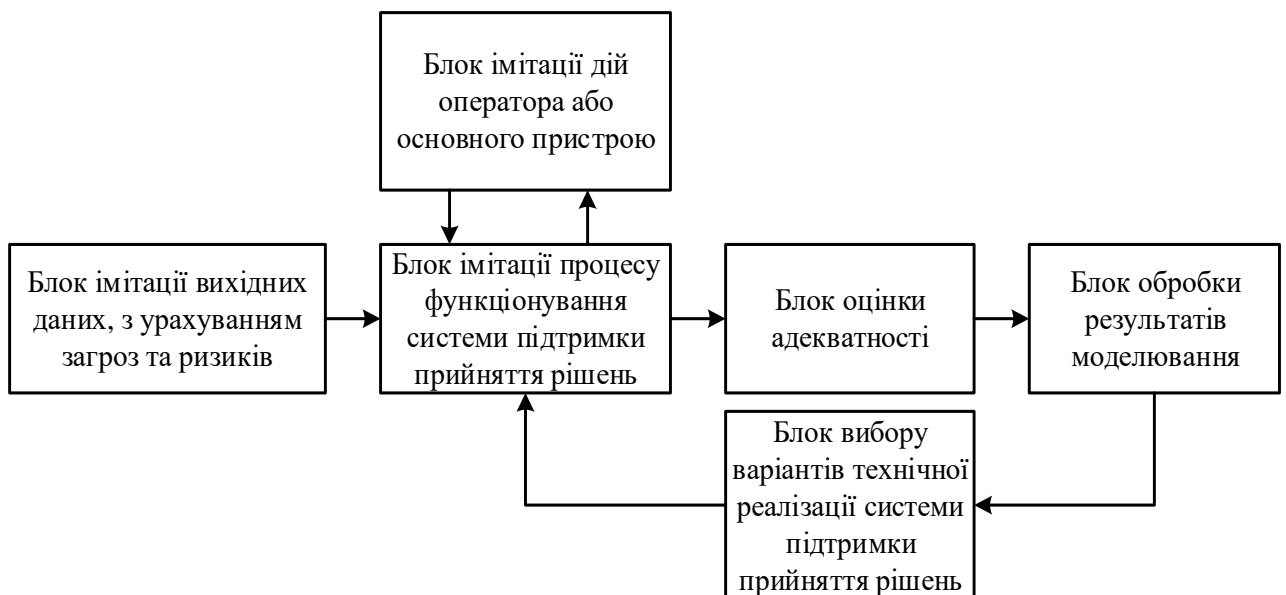 Блок імітації дій
оператора або
основного пристрою
Блок імітації вихідних
даних, з урахуванням
загроз та ризиків
Блок імітації процесу
функціонування
системи підтримки
прийняття рішень
Блок оцінки
адекватності
Блок обробки
результатів
моделювання
Блок вибору
варіантів технічної
реалізації системи
підтримки
прийняття рішень